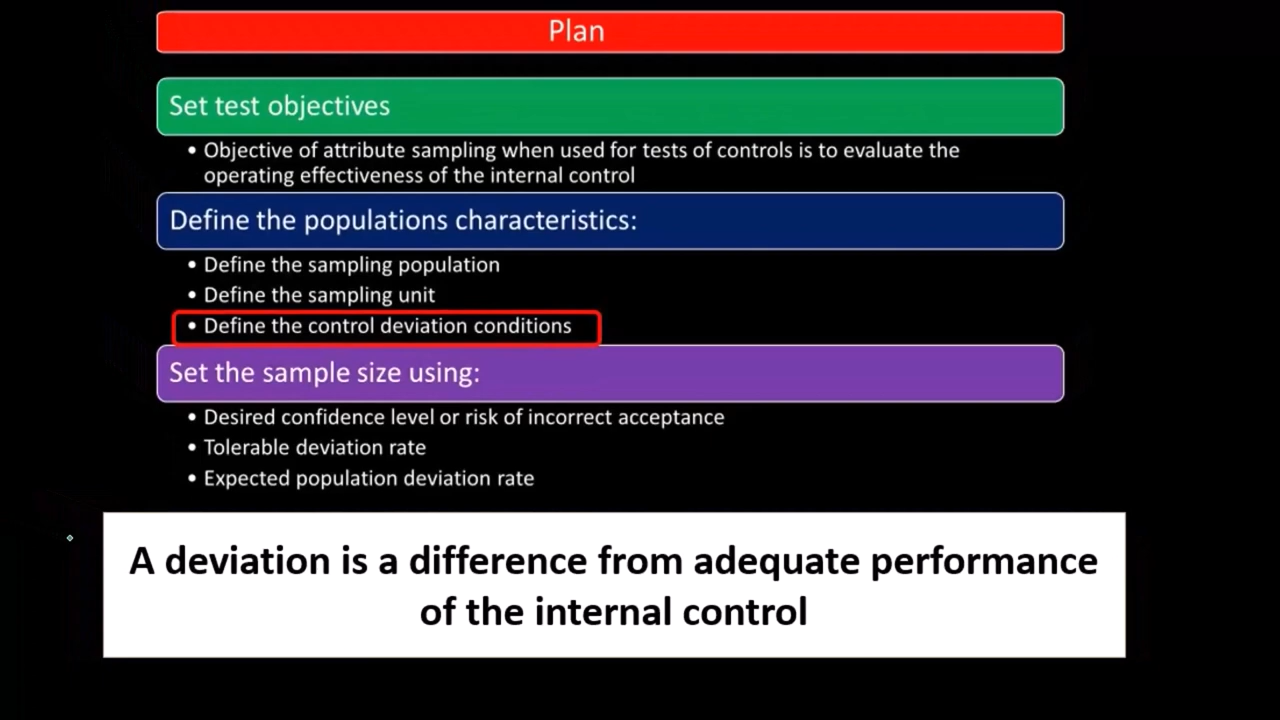 Plan
Set test objectives
• Objective of attribute sampling when used for tests of controls is to evaluate the
operating effectiveness of the internal control
Define the populations characteristics:
• Define the sampling population
• Define the sampling unit
• Define the control deviation conditions
Set the sample size using:
• Desired confidence level or risk of incorrect acceptance
• Tolerable deviation rate
• Expected population deviation rate
A deviation is a difference from adequate performance
of the internal control